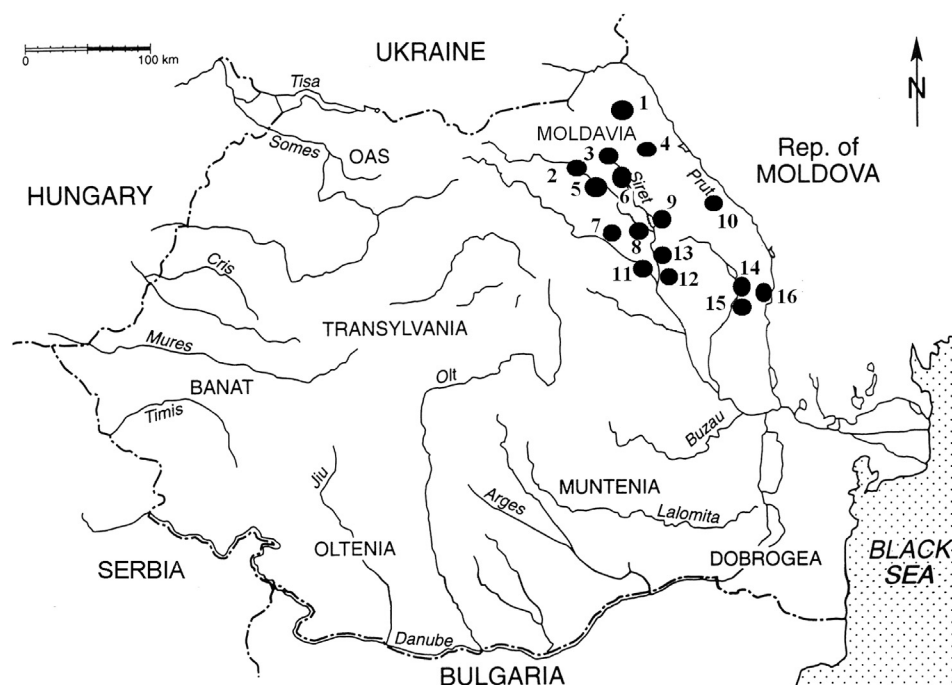 UKRAINE
0
100 km
N
Tisa
1
MOLDAVIA
Somes
OAS
3
4
Rep. of
MOLDOVA
2
5
6
Siret
Prut
HUNGARY
9
10
7
8
Cris
13
11
12
14
16
15
TRANSYLVANIA
Mures
Olt
BANAT
Timis
Buzau
Jiu
MUNTENIA
Arges
Lalomita
OLTENIA
DOBROGEA
BLACK
SEA
SERBIA
Danube
BULGARIA